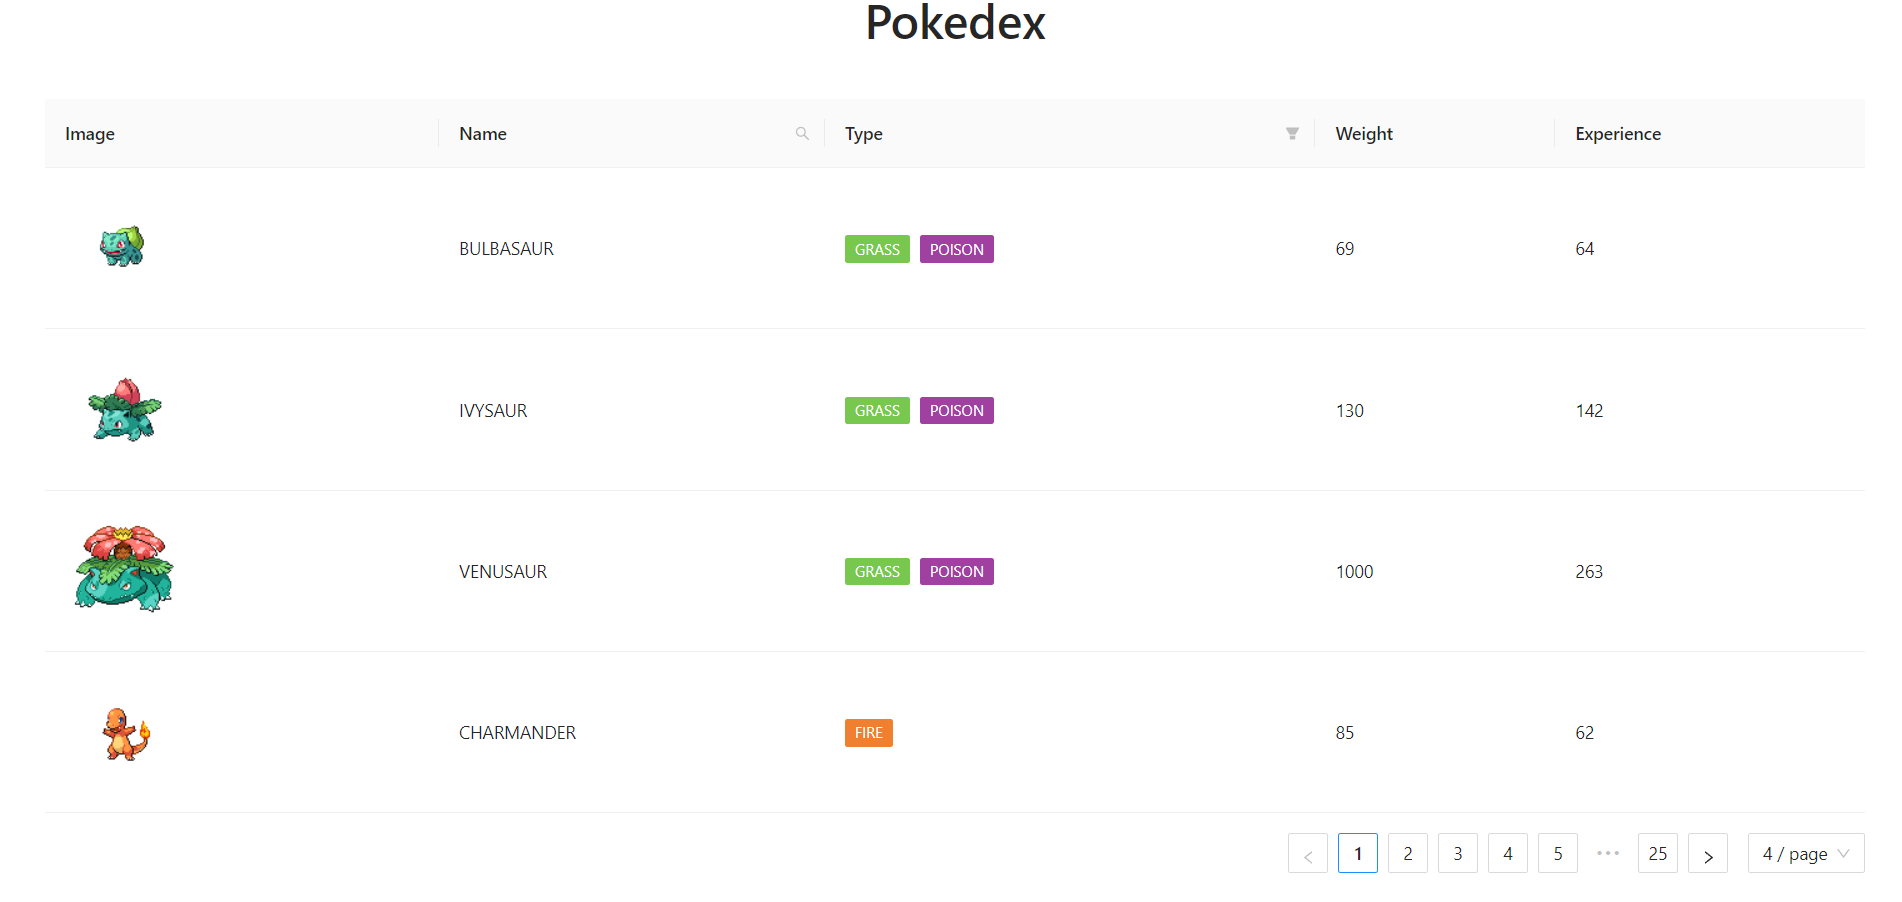 Pokedex
Image Name Type Weight Experience
BULBASAUR GRASS POISON 69 64
IVYSAUR GRASS POISON 130 142
VENUSAUR GRASS POISON 1000 263
CHARMANDER FIRE 85 62
< 1 2 3 4 5 ••• 25 > 4 / page